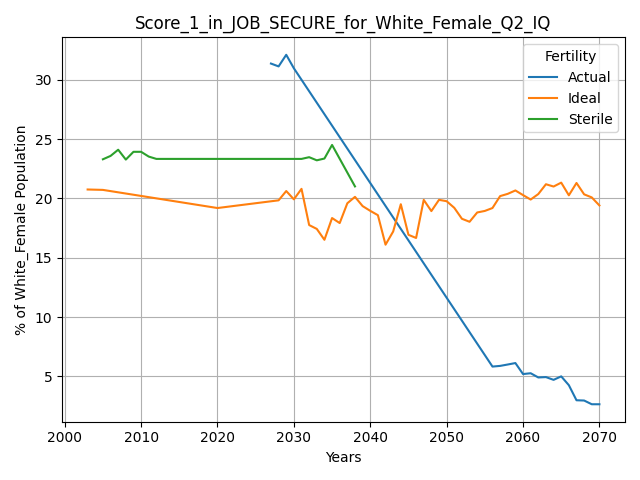 Score_1_in_JOB_SECURE_for_White_Female_Q2_IQ
Fertility
Actual
Ideal
Sterile
% of White_Female Population
30
25
20
15
10
5
2000 2010 2020 2030 2040 2050 2060 2070
Years